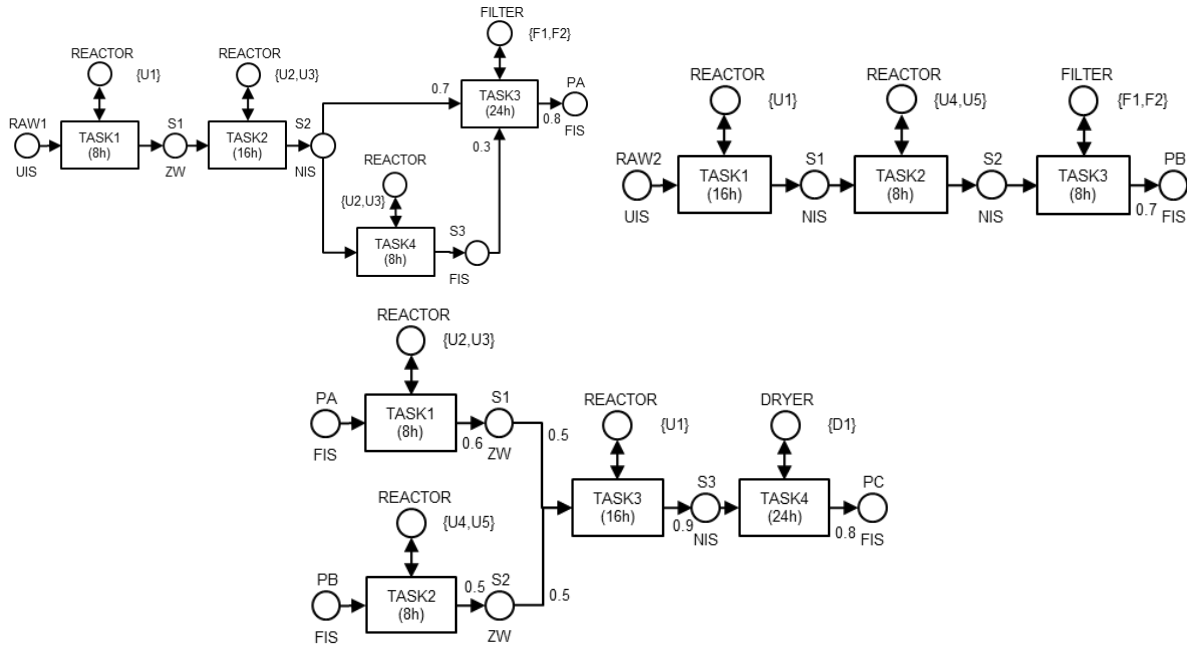 REACTOR
{U1}
REACTOR
{U2,U3}
FILTER
{F1,F2}
RAW1
UIS
TASK1
(8h)
S1
ZW
TASK2
(16h)
S2
NIS
0.7
TASK3
(24h)
0.8
PA
FIS
0.3
REACTOR
{U2,U3}
TASK4
(8h)
S3
FIS
REACTOR
{U1}
REACTOR
{U4,U5}
FILTER
{F1,F2}
RAW2
UIS
TASK1
(16h)
S1
NIS
TASK2
(8h)
S2
NIS
TASK3
(8h)
0.7
PB
FIS
REACTOR
{U2,U3}
PA
FIS
TASK1
(8h)
0.6
S1
ZW
0.5
REACTOR
{U4,U5}
PB
FIS
TASK2
(8h)
0.5
S2
ZW
0.5
REACTOR
{U1}
TASK3
(16h)
0.9
S3
NIS
DRYER
{D1}
TASK4
(24h)
0.8
PC
FIS